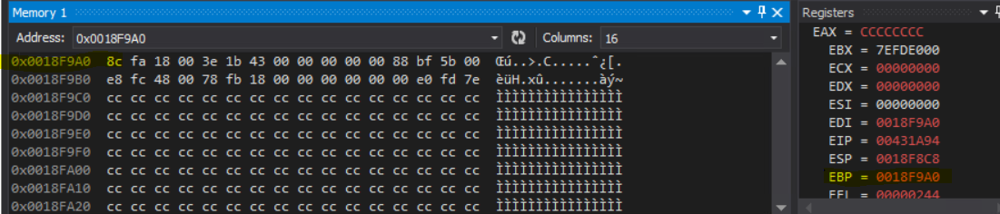 Memory 1
Address: 0x0018F9A0 Columns: 16
0x0018F9A0 8c fa 18 00 3e 1b 43 00 00 00 00 00 88 bf 5b 00 Œú..>.C.....ˆ¿[.
0x0018F9B0 e8 fc 48 00 78 fb 18 00 00 00 00 00 00 e0 fd 7e èüH.xû.......àý~
0x0018F9C0 cc cc cc cc cc cc cc cc cc cc cc cc cc cc cc cc ÌÌÌÌÌÌÌÌÌÌÌÌÌÌÌÌ
0x0018F9D0 cc cc cc cc cc cc cc cc cc cc cc cc cc cc cc cc ÌÌÌÌÌÌÌÌÌÌÌÌÌÌÌÌ
0x0018F9E0 cc cc cc cc cc cc cc cc cc cc cc cc cc cc cc cc ÌÌÌÌÌÌÌÌÌÌÌÌÌÌÌÌ
0x0018F9F0 cc cc cc cc cc cc cc cc cc cc cc cc cc cc cc cc ÌÌÌÌÌÌÌÌÌÌÌÌÌÌÌÌ
0x0018FA00 cc cc cc cc cc cc cc cc cc cc cc cc cc cc cc cc ÌÌÌÌÌÌÌÌÌÌÌÌÌÌÌÌ
0x0018FA10 cc cc cc cc cc cc cc cc cc cc cc cc cc cc cc cc ÌÌÌÌÌÌÌÌÌÌÌÌÌÌÌÌ
0x0018FA20 cc cc cc cc cc cc cc cc cc cc cc cc cc cc cc cc ÌÌÌÌÌÌÌÌÌÌÌÌÌÌÌÌ
Registers
EAX = CCCCCCCC
EBX = 7EFDE000
ECX = 00000000
EDX = 00000000
ESI = 00000000
EDI = 0018F9A0
EIP = 00431A94
ESP = 0018F8C8
EBP = 0018F9A0
EFL = 00000244